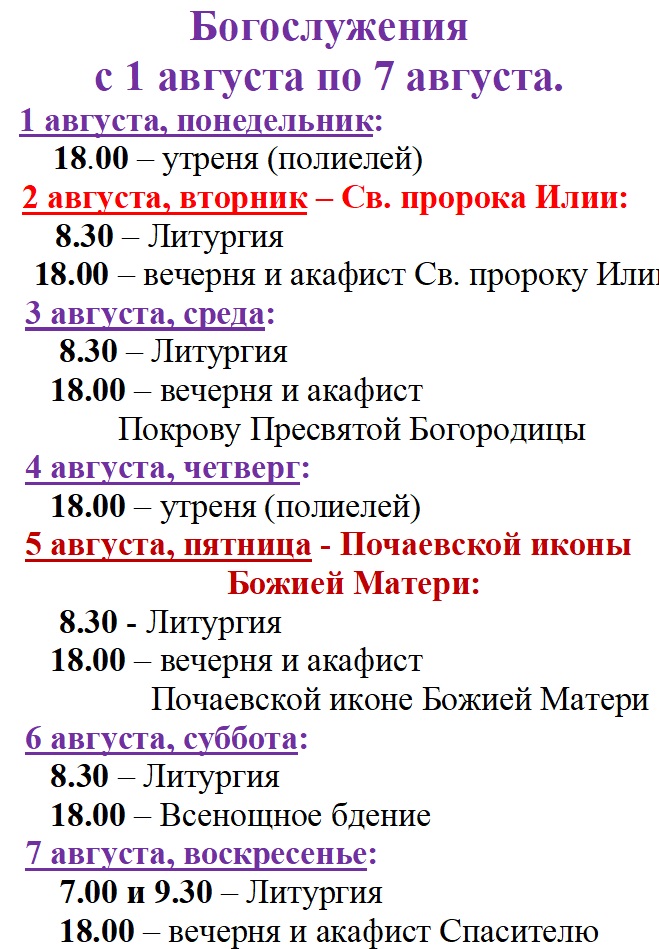 Богослужения
с 1 августа по 7 августа.
1 августа, понедельник:
18.00 – утреня (полиелей)
2 августа, вторник – Св. пророка Илии:
8.30 – Литургия
18.00 – вечерня и акафист Св. пророку Или
3 августа, среда:
8.30 – Литургия
18.00 – вечерня и акафист
Покрову Пресвятой Богородицы
4 августа, четверг:
18.00 – утреня (полиелей)
5 августа, пятница - Почаевской иконы
Божией Матери:
8.30 - Литургия
18.00 – вечерня и акафист
Почаевской иконе Божией Матери
6 августа, суббота:
8.30 – Литургия
18.00 – Всенощное бдение
7 августа, воскресенье:
7.00 и 9.30 – Литургия
18.00 – вечерня и акафист Спасителю